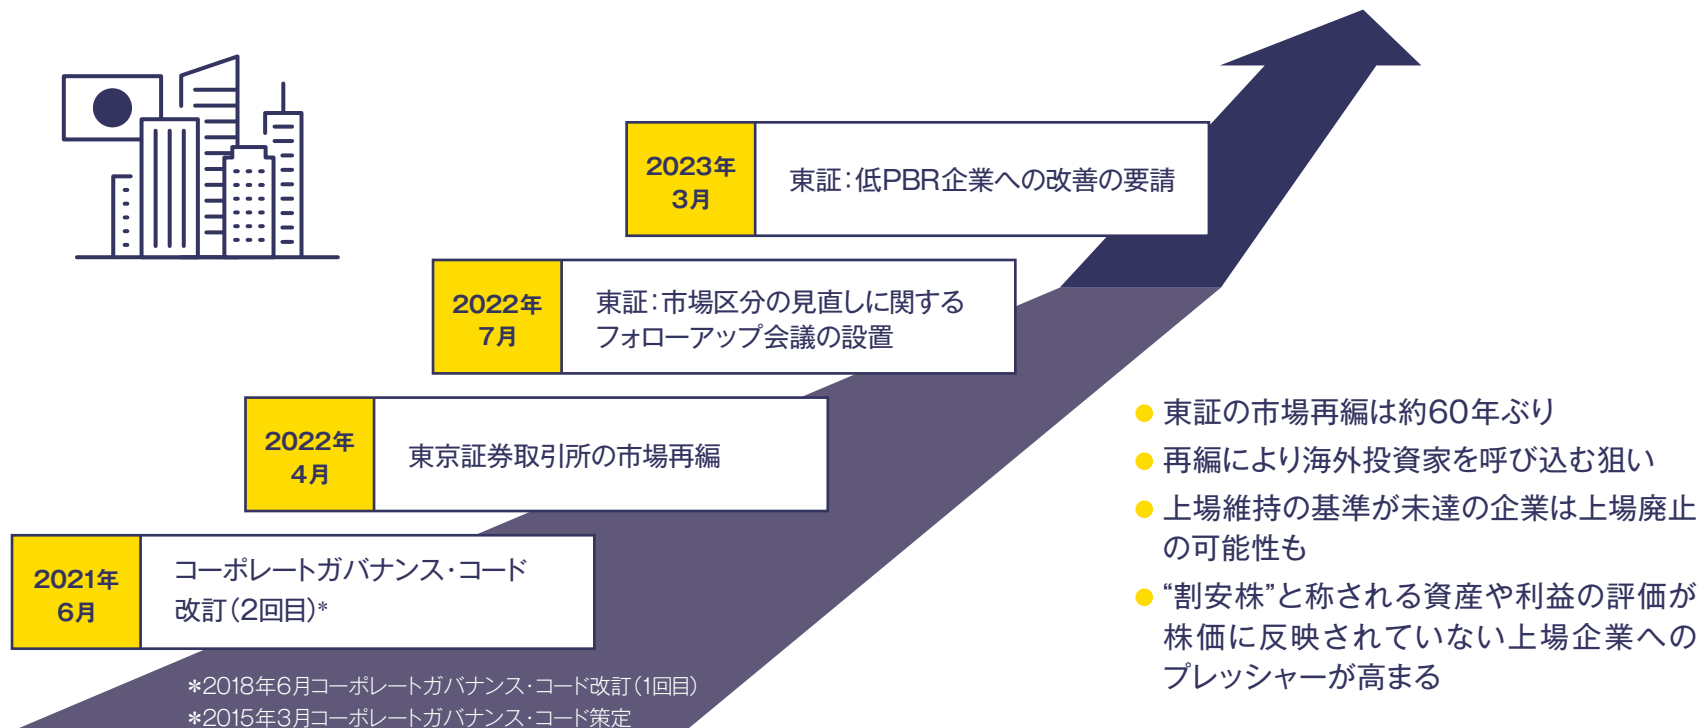 2023年
3月
東証：低PBR企業への改善の要請
2022年
7月
東証：市場区分の見直しに関する
フォローアップ会議の設置
2022年
4月
東京証券取引所の市場再編
2021年
6月
コーポレートガバナンス・コード
改訂（2回目）*
*2018年6月コーポレートガバナンス・コード改訂（1回目）
*2015年3月コーポレートガバナンス・コード策定
● 東証の市場再編は約60年ぶり
● 再編により海外投資家を呼び込む狙い
● 上場維持の基準が未達の企業は上場廃止
の可能性も
● “割安株”と称される資産や利益の評価が
株価に反映されていない上場企業への
プレッシャーが高まる